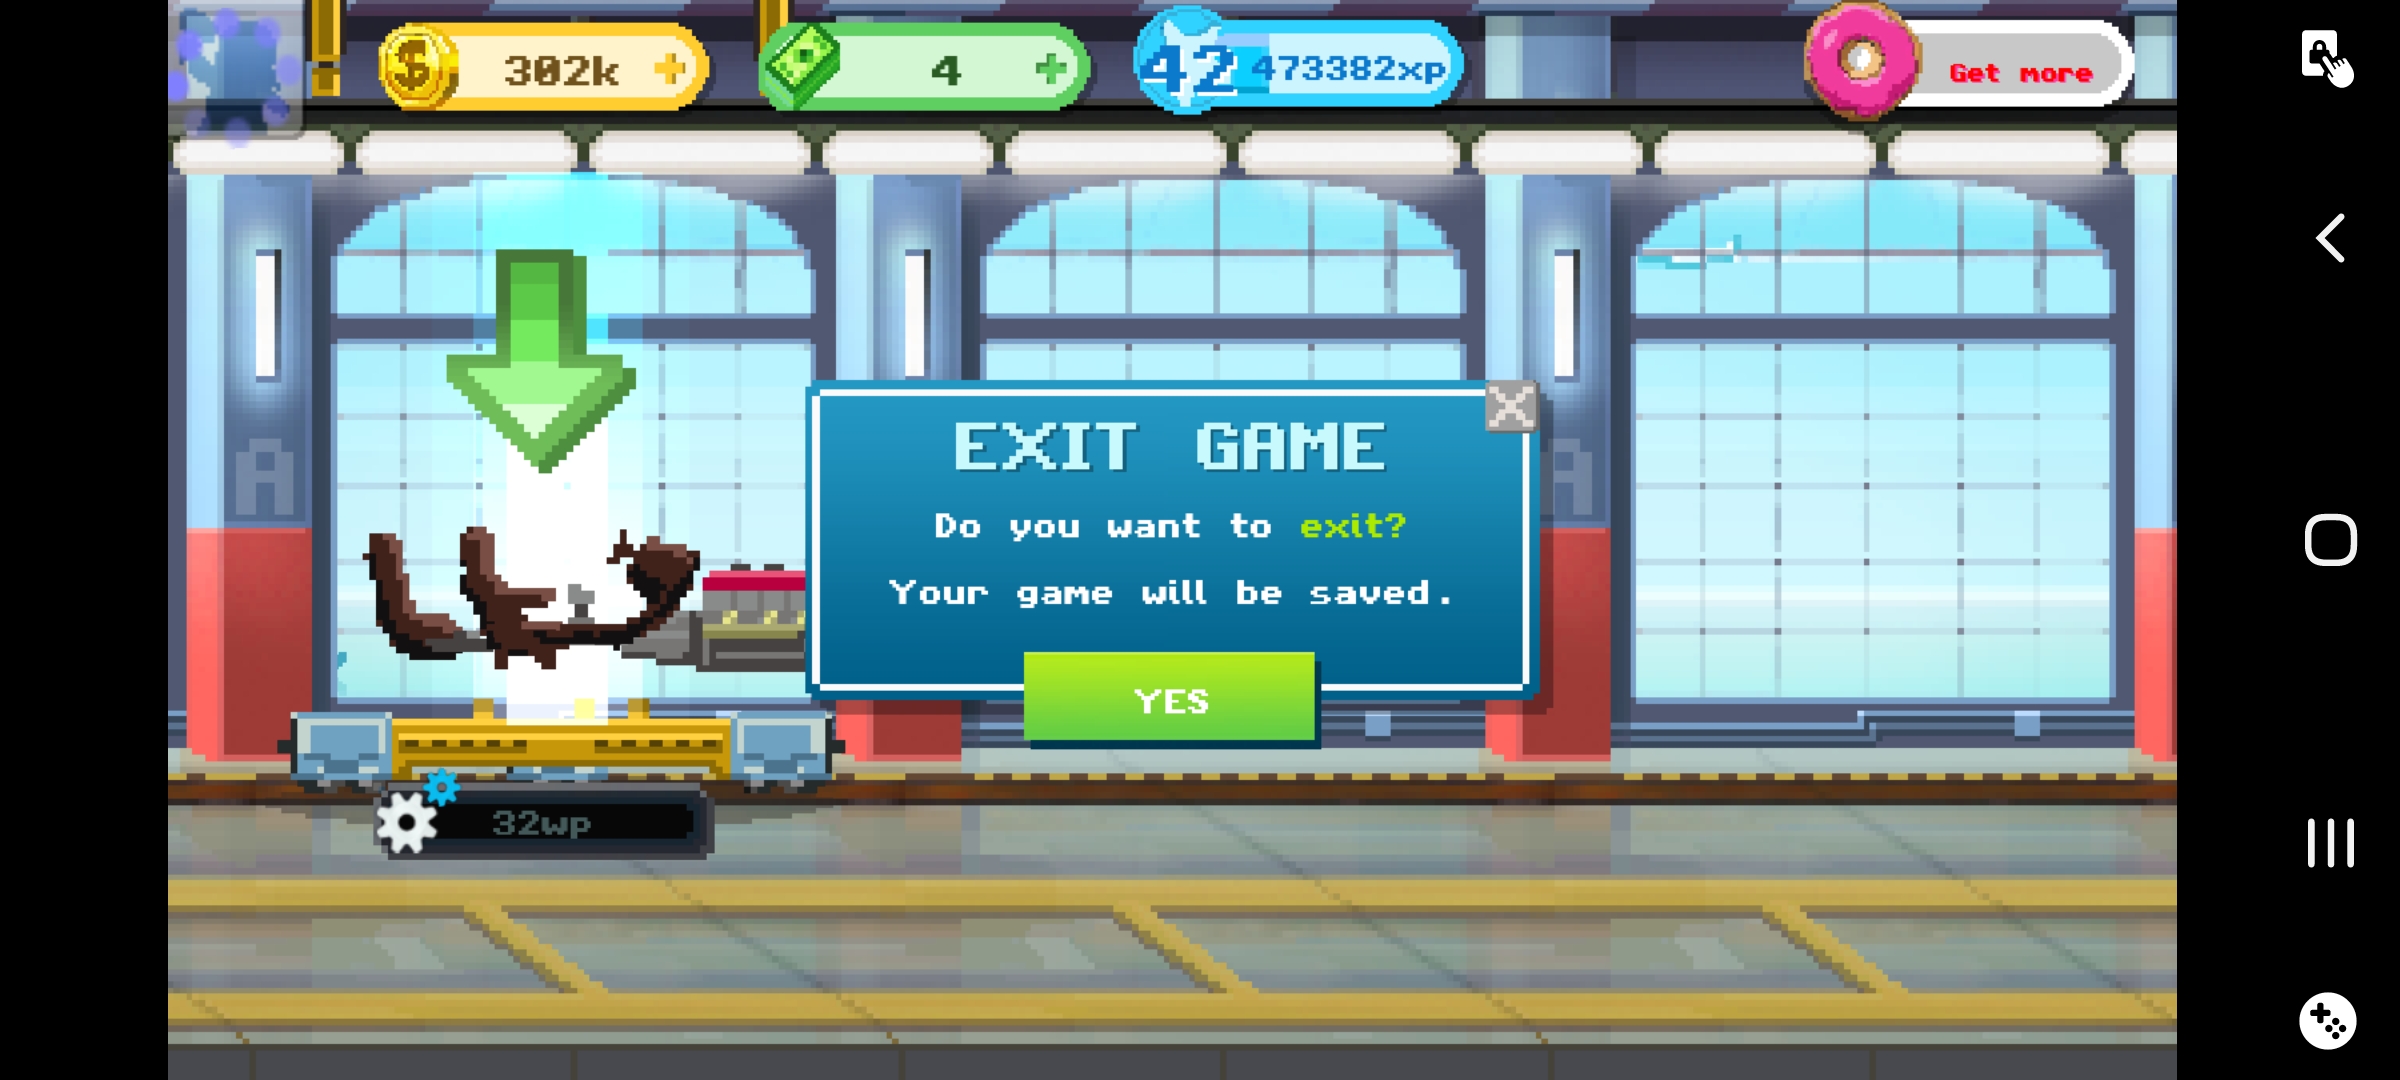 302k
4
42
473382xp
Get more
A
A
EXIT GAME
Do you want to exit?
Your game will be saved.
YES
32wp